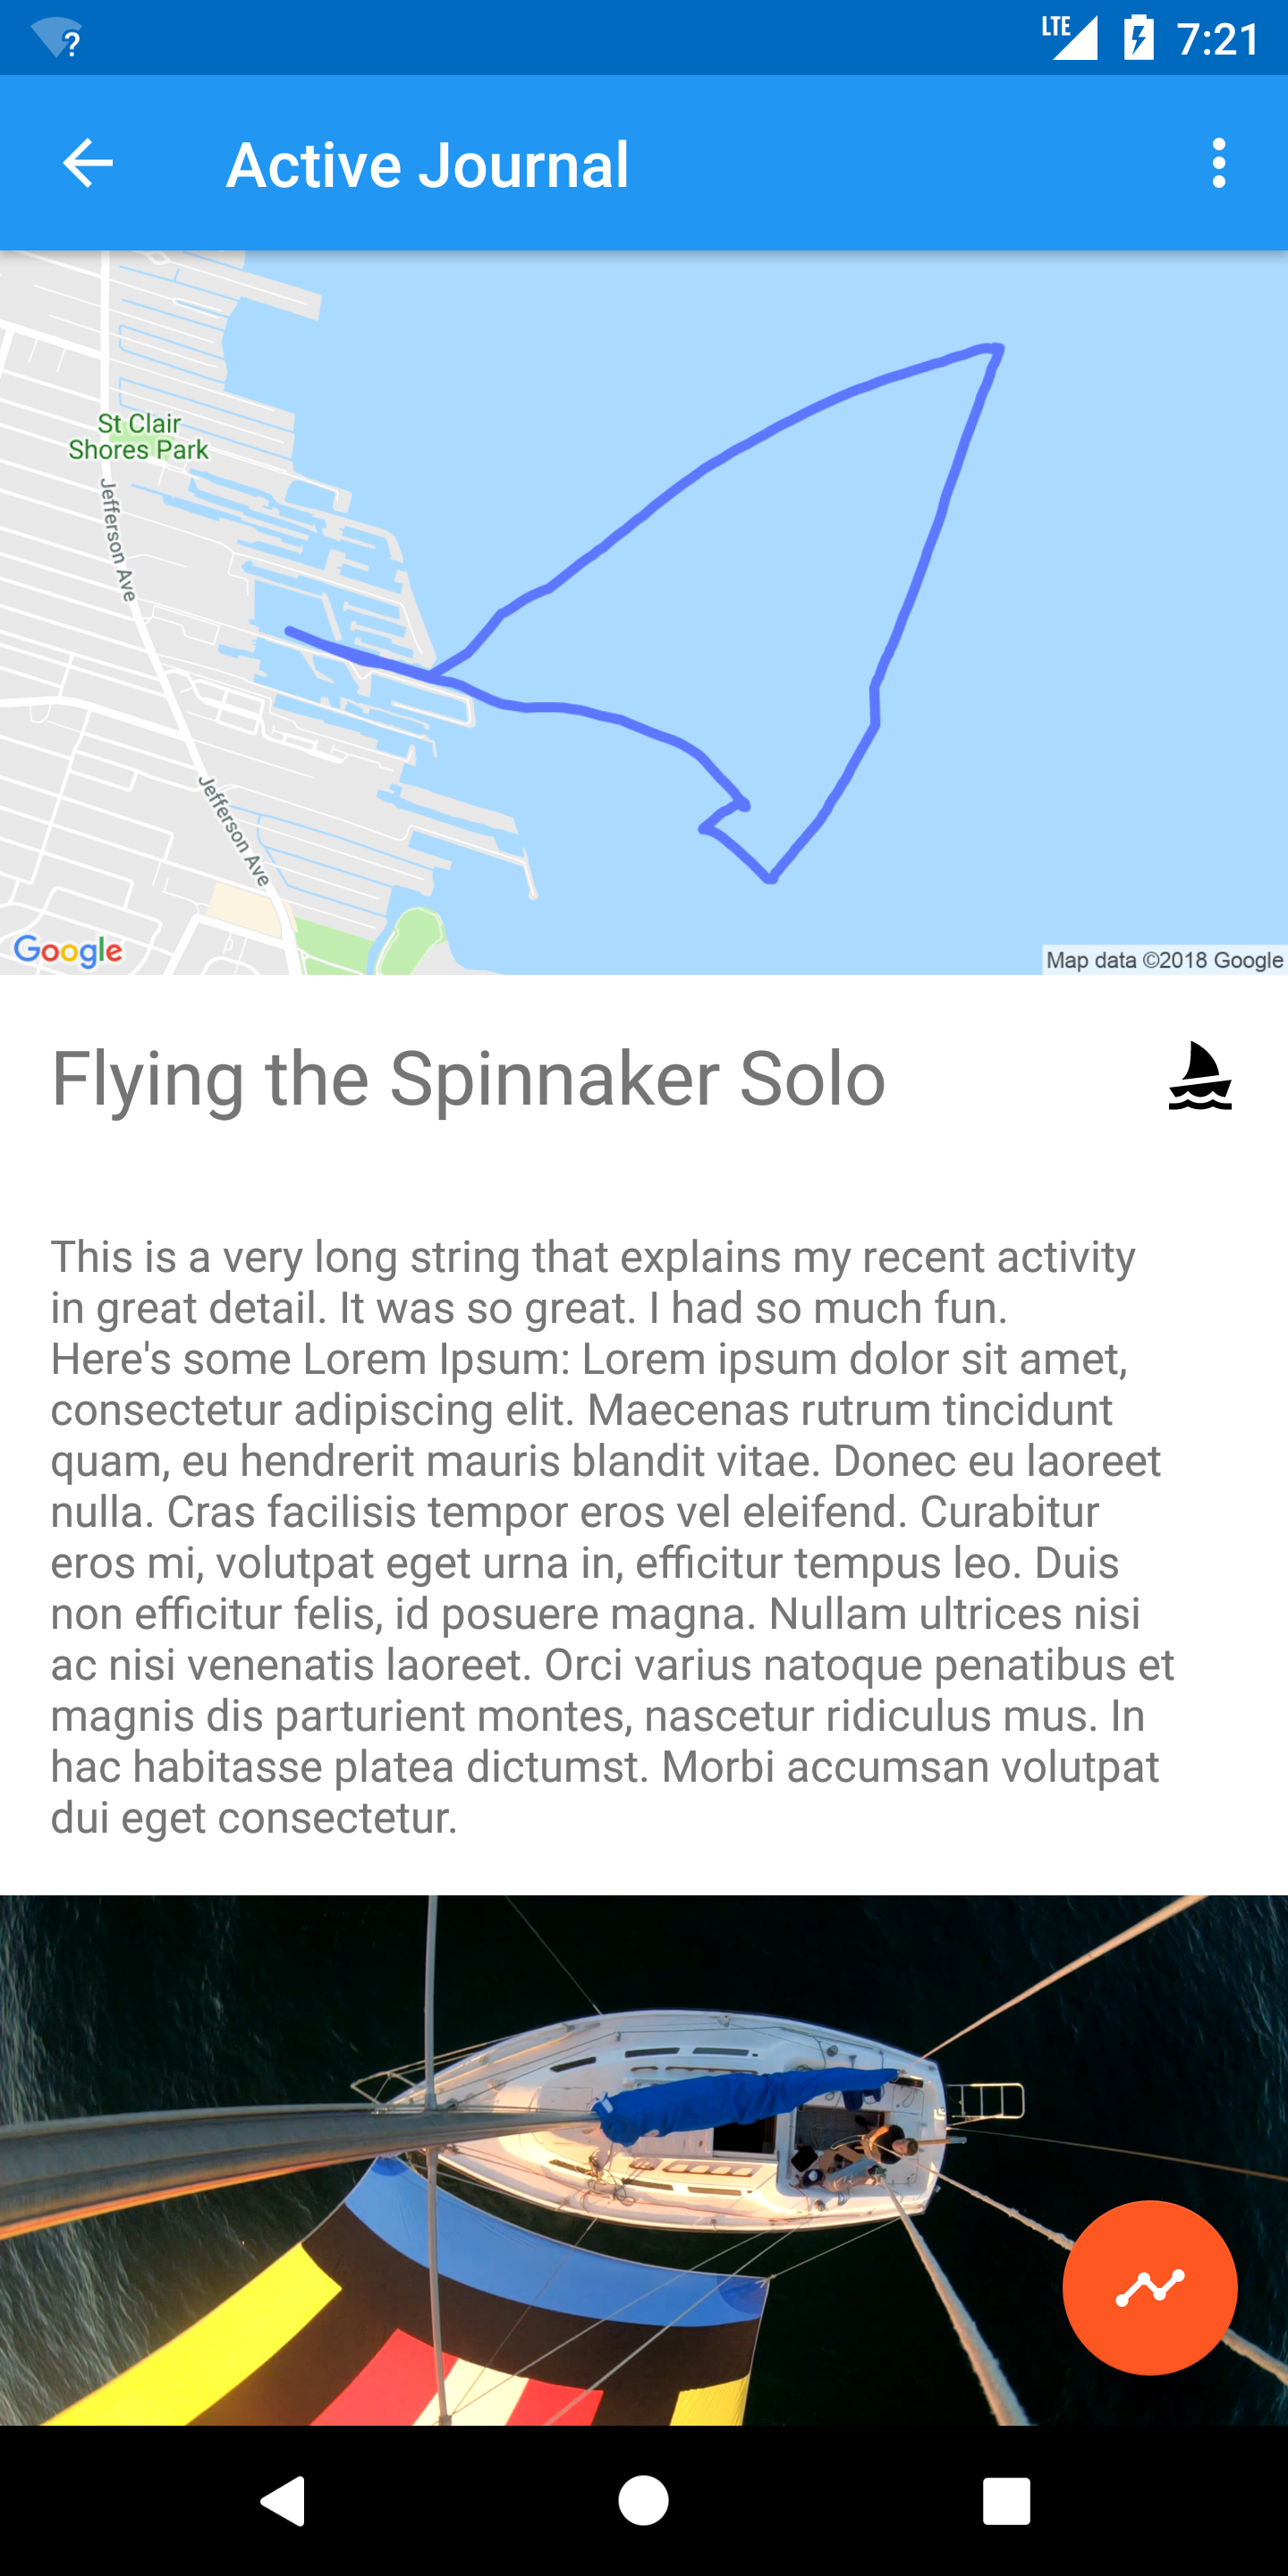 ?
LTE
7:21
Active Journal
St Clair
Shores Park
Jefferson Ave
Jefferson Ave
Google
Map data ©2018 Google
Flying the Spinnaker Solo
This is a very long string that explains my recent activity
in great detail. It was so great. I had so much fun.
Here's some Lorem Ipsum: Lorem ipsum dolor sit amet,
consectetur adipiscing elit. Maecenas rutrum tincidunt
quam, eu hendrerit mauris blandit vitae. Donec eu laoreet
nulla. Cras facilisis tempor eros vel eleifend. Curabitur
eros mi, volutpat eget urna in, efficitur tempus leo. Duis
non efficitur felis, id posuere magna. Nullam ultrices nisi
ac nisi venenatis laoreet. Orci varius natoque penatibus et
magnis dis parturient montes, nascetur ridiculus mus. In
hac habitasse platea dictumst. Morbi accumsan volutpat
dui eget consectetur.